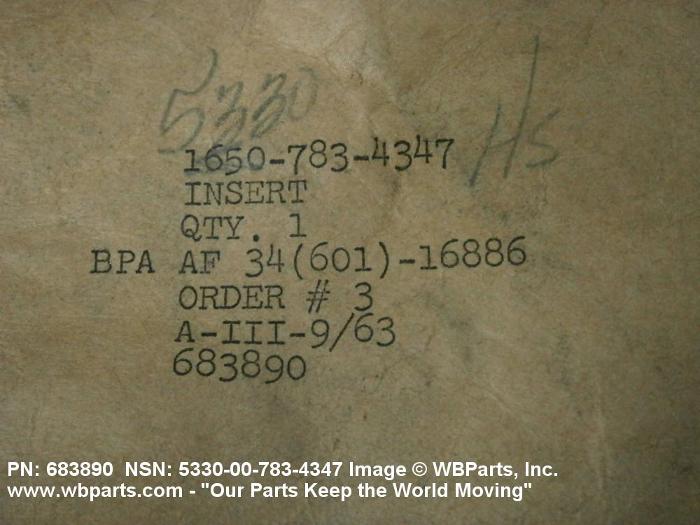 5330
HS
1650-783-4347
INSERT
QTY. 1
BPA AF 34(601)-16886
ORDER # 3
A-III-9/63
683890
PN: 683890 NSN: 5330-00-783-4347 Image © WBParts, Inc.
www.wbparts.com - "Our Parts Keep the World Moving"